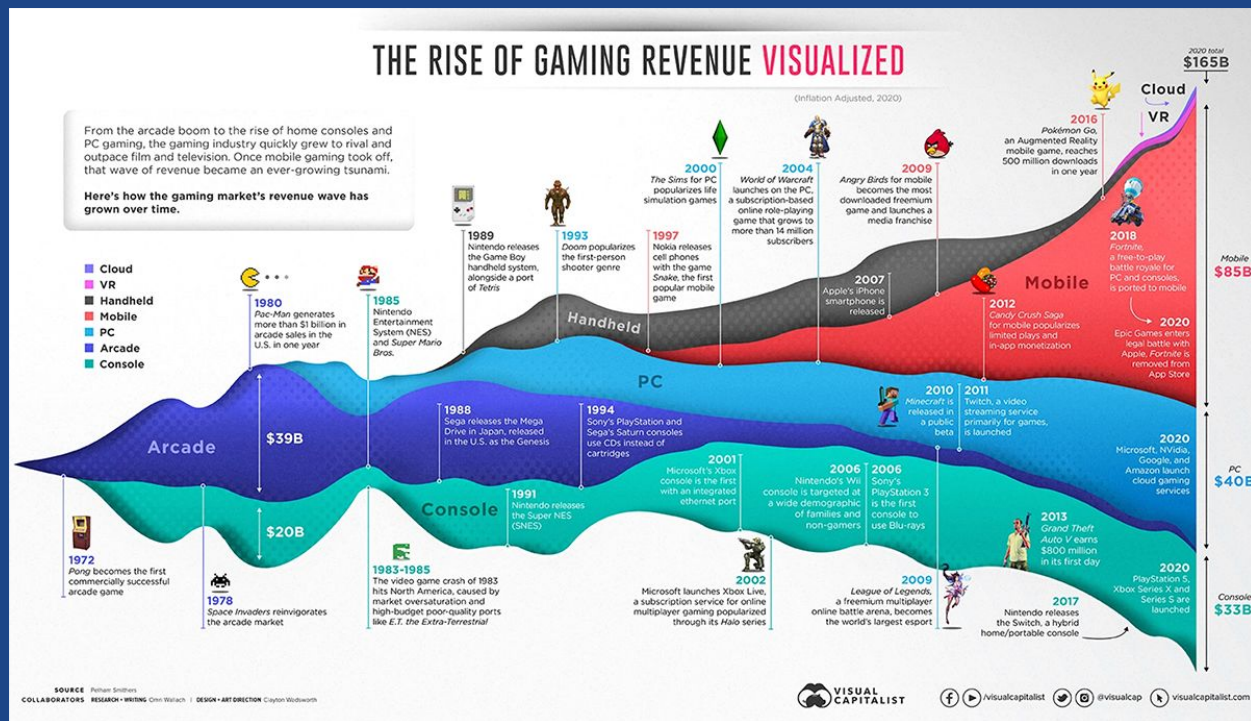 THE RISE OF GAMING REVENUE VISUALIZED
(Inflation Adjusted, 2020)
From the arcade boom to the rise of home consoles and
PC gaming, the gaming industry quickly grew to rival and
outpace film and television. Once mobile gaming took off,
that wave of revenue became an ever-growing tsunami.
Here's how the gaming market's revenue wave has
grown over time.
Cloud
VR
Handheld
Mobile
PC
Arcade
Console
1980
Pac-Man generates
more than $1 billion in
arcade sales in the
U.S. in one year
1985
Nintendo
Entertainment
System (NES)
and Super Mario
Bros.
1989
Nintendo releases
the Game Boy
handheld system,
alongside a port
of Tetris
1993
Doom popularizes
the first-person
shooter genre
1997
Nokia releases
cell phones
with the game
Snake, the first
popular mobile
game
2000
The Sims for PC
popularizes life
simulation games
2004
World of Warcraft
launches on the PC,
a subscription-based
online role-playing
game that grows to
more than 14 million
subscribers
2009
Angry Birds for mobile
becomes the most
downloaded freemium
game and launches a
media franchise
2016
Pokémon Go,
an Augmented Reality
mobile game, reaches
500 million downloads
in one year
2020 total
$165B
Cloud
VR
2007
Apple's iPhone
smartphone is
released
2012
Candy Crush Saga
for mobile popularizes
limited plays and
in-app monetization
2018
Fortnite,
a free-to-play
battle royale for
PC and consoles,
is ported to mobile
2020
Epic Games enters
legal battle with
Apple, Fortnite is
removed from
App Store
Mobile
$85B
Handheld
Mobile
PC
Arcade
$39B
Console
$20B
1988
Sega releases the Mega
Drive in Japan, released
in the U.S. as the Genesis
1994
Sony's PlayStation and
Sega's Saturn consoles
use CDs instead of
cartridges
2010
Minecraft is
released in
a public
beta
2011
Twitch, a video
streaming service
primarily for games,
is launched
2020
Microsoft, NVidia,
Google, and
Amazon launch
cloud gaming
services
PC
$40B
1991
Nintendo releases
the Super NES
(SNES)
2001
Microsoft's Xbox
console is the first
with an integrated
ethernet port
2006
Nintendo's Wii
console is targeted at
a wide demographic
of families and
non-gamers
2006
Sony's
PlayStation 3
is the first
console to
use Blu-rays
2013
Grand Theft
Auto V earns
$800 million
in its first day
2020
PlayStation 5,
Xbox Series X and
Series S are
launched
Console
$33B
1972
Pong becomes the first
commercially successful
arcade game
1978
Space Invaders reinvigorates
the arcade market
1983-1985
The video game crash of 1983
hits North America, caused by
market oversaturation and
high-budget poor-quality ports
like E.T. the Extra-Terrestrial
2002
Microsoft launches Xbox Live,
a subscription service for online
multiplayer gaming popularized
through its Halo series
2009
League of Legends,
a freemium multiplayer
online battle arena, becomes
the world's largest esport
2017
Nintendo releases
the Switch, a hybrid
home/portable console
SOURCE Pelham Smithers
COLLABORATORS RESEARCH + WRITING Omri Wallach | DESIGN + ART DIRECTION Clayton Wadsworth
VISUAL
CAPITALIST
/visualcapitalist
@visualcap
visualcapitalist.com